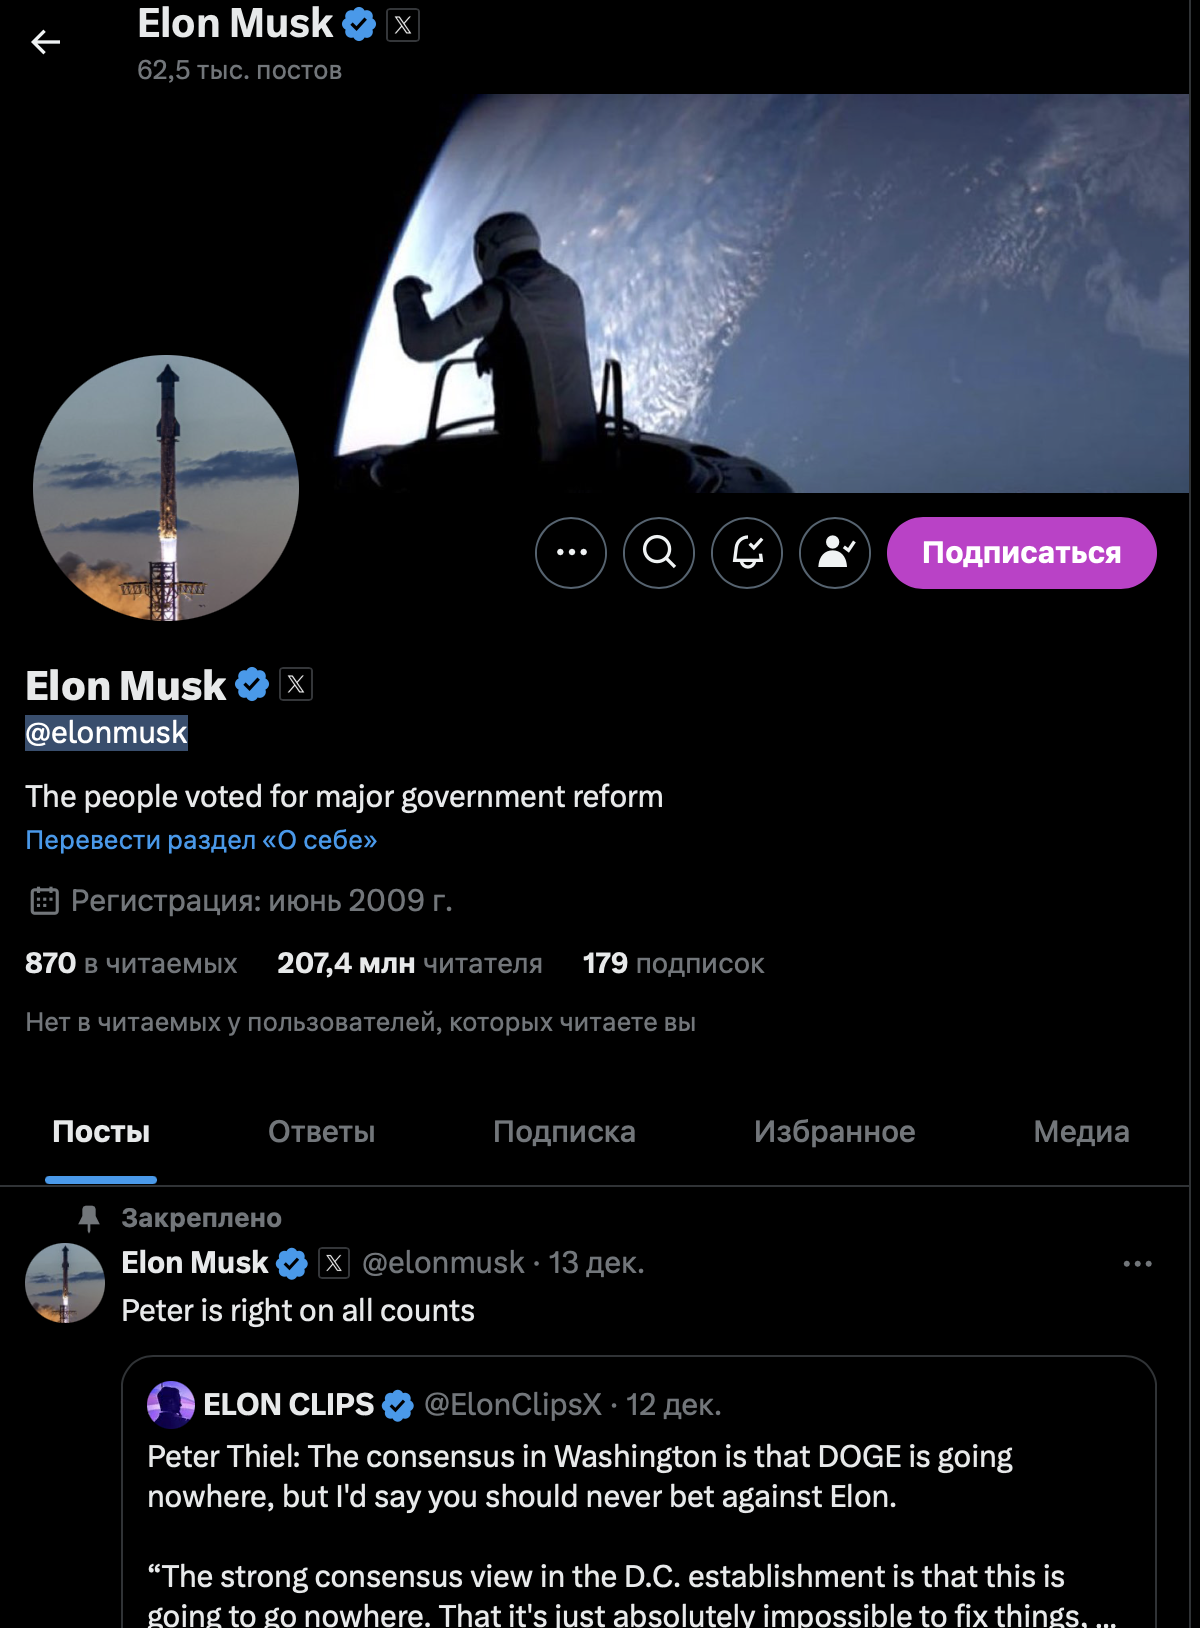 Elon Musk
62,5 тыс. постов
Подписаться
Elon Musk
@elonmusk
The people voted for major government reform
Перевести раздел «О себе»
Регистрация: июнь 2009 г.
870 в читаемых 207,4 млн читателя 179 подписок
Нет в читаемых у пользователей, которых читаете вы
Посты Ответы Подписка Избранное Медиа
Закреплено
Elon Musk @elonmusk · 13 дек.
Peter is right on all counts
ELON CLIPS @ElonClipsX · 12 дек.
Peter Thiel: The consensus in Washington is that DOGE is going
nowhere, but I'd say you should never bet against Elon.
“The strong consensus view in the D.C. establishment is that this is
going to go nowhere. That it's just absolutely impossible to fix things, ...